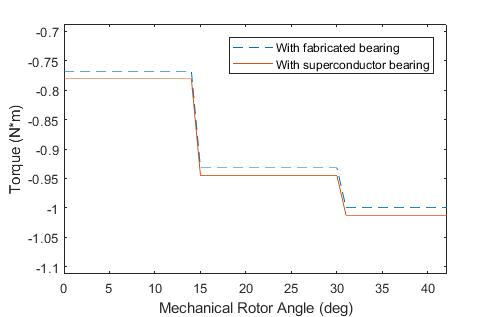 -0.7
-0.75
-0.8
-0.85
-0.9
-0.95
-1
-1.05
-1.1
Torque (N*m)
With fabricated bearing
With superconductor bearing
0 5 10 15 20 25 30 35 40
Mechanical Rotor Angle (deg)